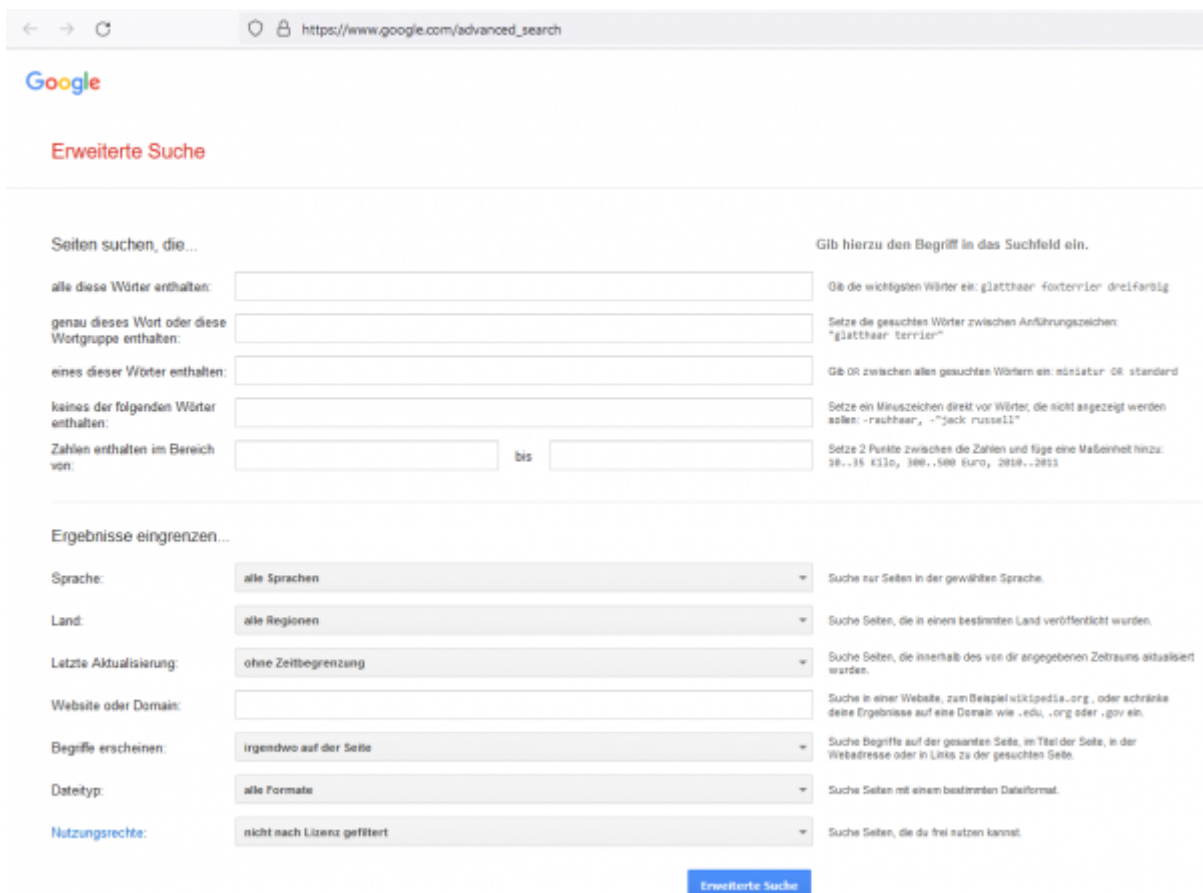 https://www.google.com/advanced_search
Google
Erweiterte Suche
Seiten suchen, die...
Gib hierzu den Begriff in das Suchfeld ein.
alle diese Wörter enthalten:
Gib die wichtigsten Wörter ein: glatthaar foxterrier dreifarbig
genau dieses Wort oder diese
Wortgruppe enthalten:
Setze die gesuchten Wörter zwischen Anführungszeichen:
"glatthaar terrier"
eines dieser Wörter enthalten:
Gib OR zwischen allen gesuchten Wörtern ein: miniatur OR standard
keines der folgenden Wörter
enthalten:
Setze ein Minuszeichen direkt vor Wörter, die nicht angezeigt werden
sollen: -rauhhaar, -"jack russell"
Zahlen enthalten im Bereich
von:
bis
Setze 2 Punkte zwischen die Zahlen und füge eine Maßeinheit hinzu:
10..35 Kilo, 300..500 Euro, 2010..2011
Ergebnisse eingrenzen...
Sprache:
alle Sprachen
Suche nur Seiten in der gewählten Sprache.
Land:
alle Regionen
Suche Seiten, die in einem bestimmten Land veröffentlicht wurden.
Letzte Aktualisierung:
ohne Zeitbegrenzung
Suche Seiten, die innerhalb des von dir angegebenen Zeitraums aktualisiert
wurden.
Website oder Domain:
Suche in einer Website, zum Beispiel wikipedia.org , oder schränke
deine Ergebnisse auf eine Domain wie .edu, .org oder .gov ein.
Begriffe erscheinen:
irgendwo auf der Seite
Suche Begriffe auf der gesamten Seite, im Titel der Seite, in der
Webadresse oder in Links zu der gesuchten Seite.
Dateityp:
alle Formate
Suche Seiten mit einem bestimmten Dateiformat.
Nutzungsrechte:
nicht nach Lizenz gefiltert
Suche Seiten, die du frei nutzen kannst.
Erweiterte Suche